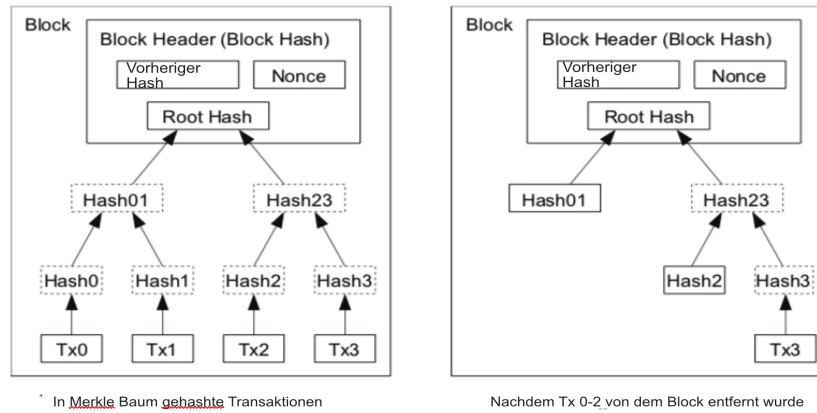 Block
Block Header (Block Hash)
Vorheriger
Hash
Nonce
Root Hash
Hash01
Hash23
Hash0
Hash1
Hash2
Hash3
Tx0
Tx1
Tx2
Tx3
In Merkle Baum gehashte Transaktionen
Block
Block Header (Block Hash)
Vorheriger
Hash
Nonce
Root Hash
Hash01
Hash23
Hash2
Hash3
Tx3
Nachdem Tx 0-2 von dem Block entfernt wurde